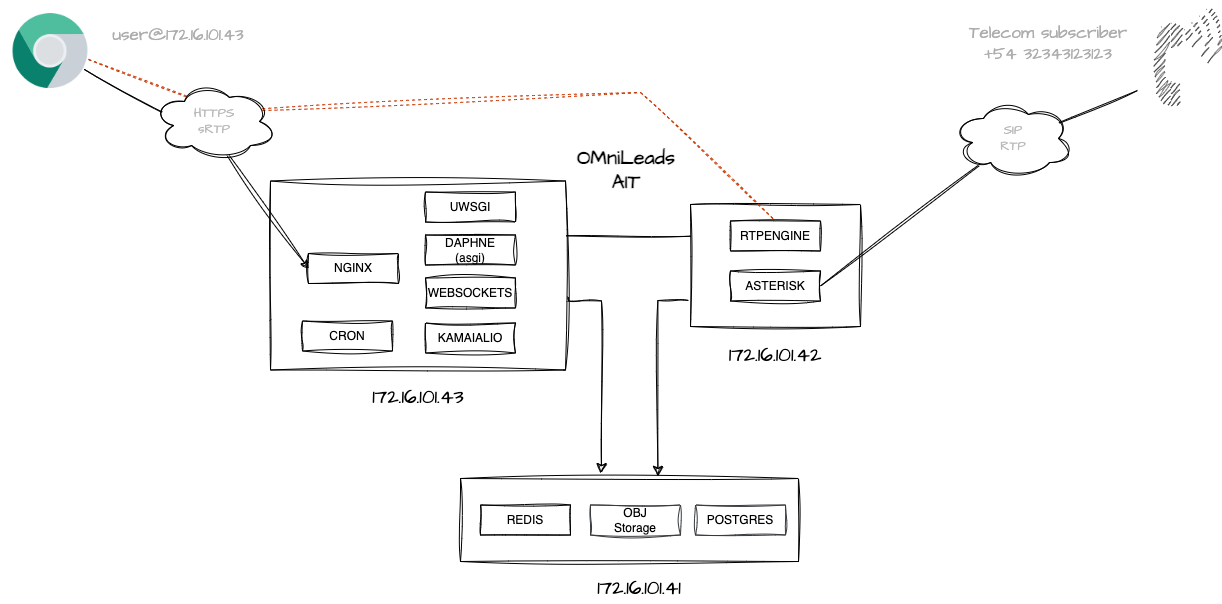 user@172.16.101.43
Telecom subscriber
+54 32343123123
HTTPS
sRTP
SIP
RTP
OMniLeads
AIT
UWSGI
DAPHNE
(asgi)
NGINX
WEBSOCKETS
CRON
KAMAIALIO
172.16.101.43
RTPENGINE
ASTERISK
172.16.101.42
REDIS
OBJ
Storage
POSTGRES
172.16.101.41